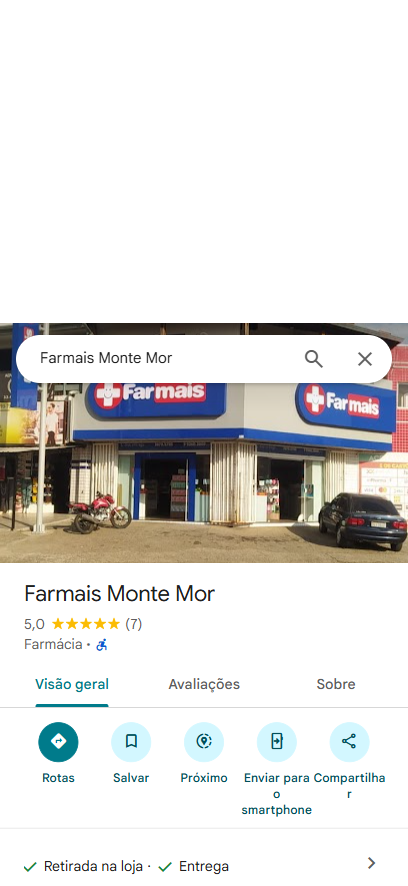 Farmais Monte Mor
Farmais
Farmais
Farmais Monte Mor
5,0 (7)
Farmácia ·
Visão geral
Avaliações
Sobre
Rotas
Salvar
Próximo
Enviar para
o
smartphone
Compartilha
r
Retirada na loja · Entrega